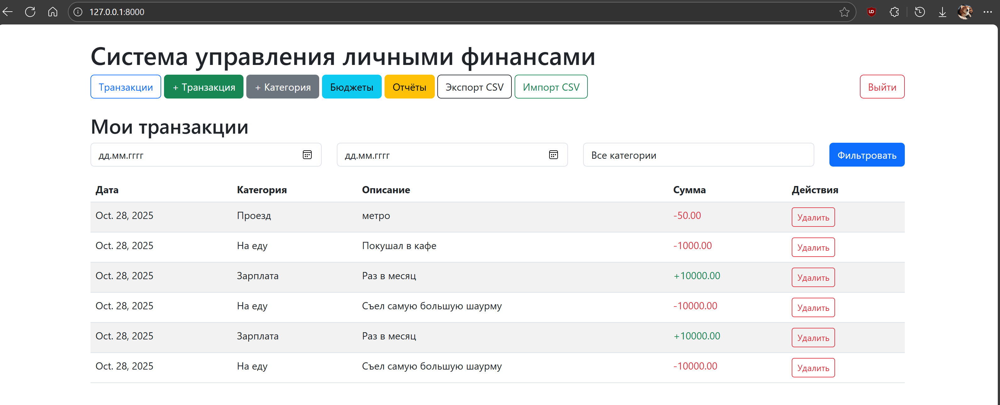 127.0.0.1:8000
Система управления личными финансами
Транзакции + Транзакция + Категория Бюджеты Отчёты Экспорт CSV Импорт CSV Выйти
Мои транзакции
дд.мм.гггг дд.мм.гггг Все категории Фильтровать
Дата Категория Описание Сумма Действия
Oct. 28, 2025 Проезд метро -50.00 Удалить
Oct. 28, 2025 На еду Покушал в кафе -1000.00 Удалить
Oct. 28, 2025 Зарплата Раз в месяц +10000.00 Удалить
Oct. 28, 2025 На еду Съел самую большую шаурму -10000.00 Удалить
Oct. 28, 2025 Зарплата Раз в месяц +10000.00 Удалить
Oct. 28, 2025 На еду Съел самую большую шаурму -10000.00 Удалить